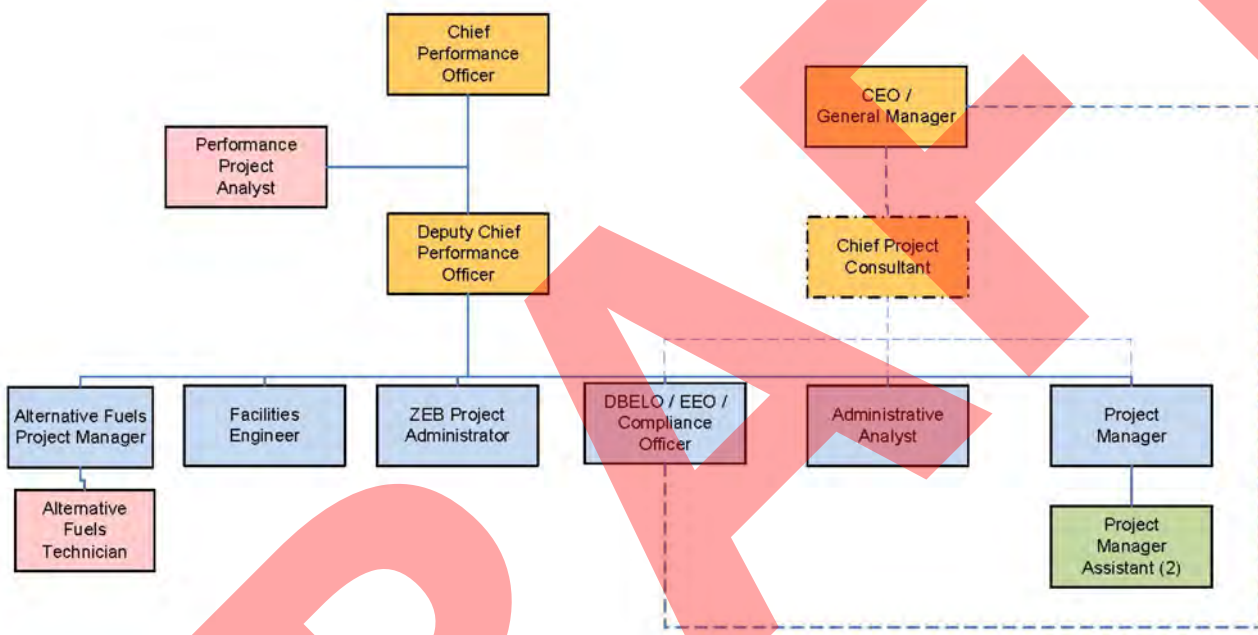 Chief
Performance
Officer
CEO /
General Manager
Performance
Project
Analyst
Deputy Chief
Performance
Officer
Chief Project
Consultant
Alternative Fuels
Project Manager
Facilities
Engineer
ZEB Project
Administrator
DBELO / EEO /
Compliance
Officer
Administrative
Analyst
Project
Manager
Alternative
Fuels
Technician
Project
Manager
Assistant (2)